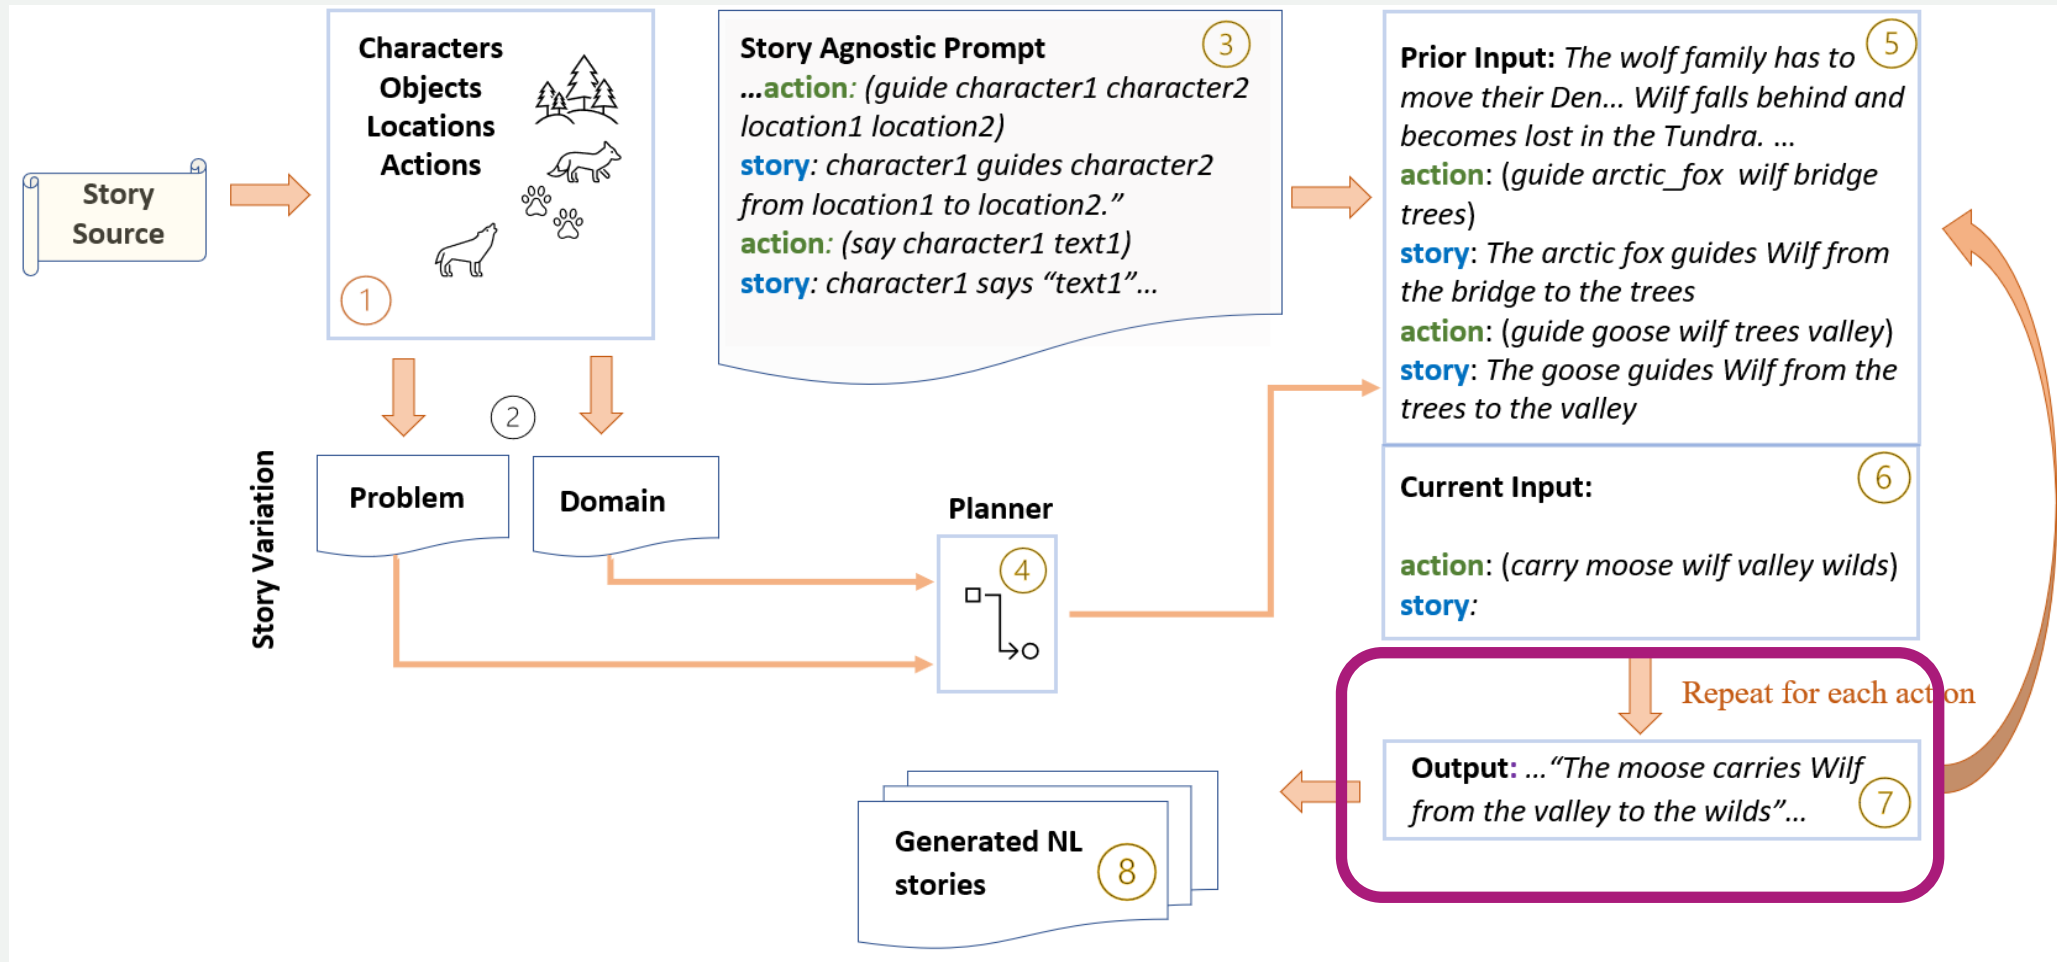 Story
Source
Characters
Objects
Locations
Actions
1
2
Story Variation
Problem
Domain
Story Agnostic Prompt
3
...action: (guide character1 character2
location1 location2)
story: character1 guides character2
from location1 to location2.”
action: (say character1 text1)
story: character1 says “text1”...
Planner
4
Prior Input: The wolf family has to
5
move their Den... Wilf falls behind and
becomes lost in the Tundra. ...
action: (guide arctic_fox wilf bridge
trees)
story: The arctic fox guides Wilf from
the bridge to the trees
action: (guide goose wilf trees valley)
story: The goose guides Wilf from the
trees to the valley
Current Input:
6
action: (carry moose wilf valley wilds)
story:
Repeat for each action
Output: ...“The moose carries Wilf
from the valley to the wilds”...
7
Generated NL
stories
8